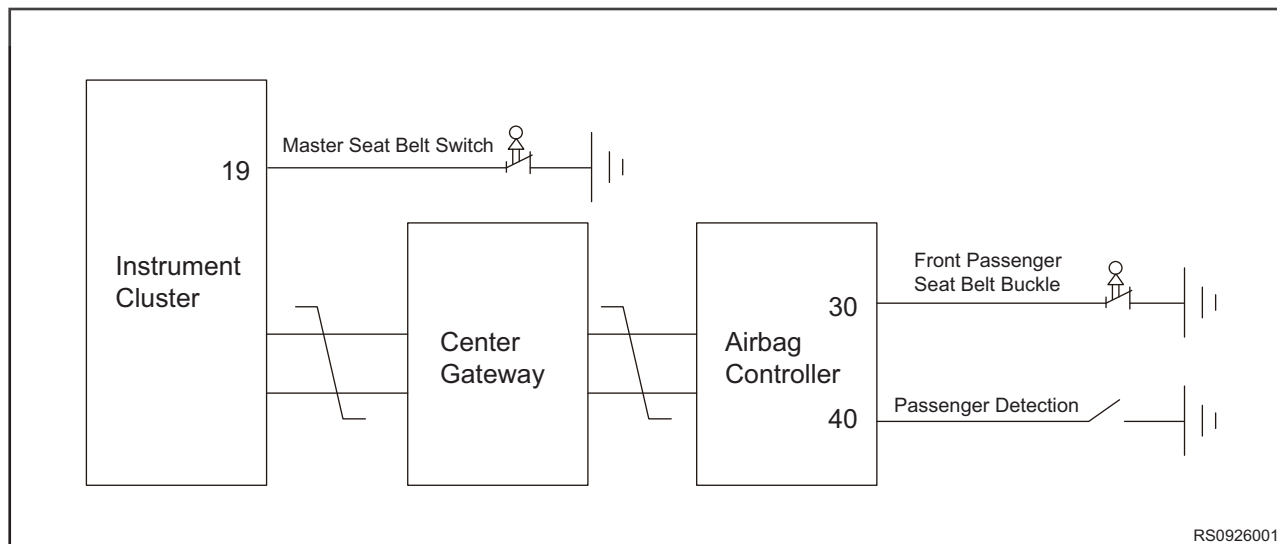 Master Seat Belt Switch
19
Instrument
Cluster
Front Passenger
Seat Belt Buckle
30
Center
Gateway
Airbag
Controller
Passenger Detection
40
RS0926001